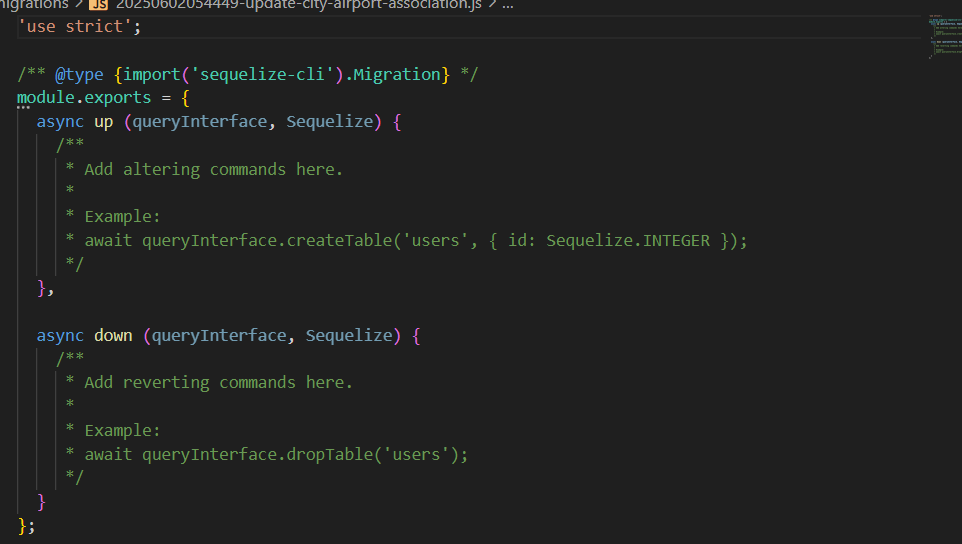 migrations > JS 20250602054449-update-city-airport-association.js > ...
'use strict';
/** @type {import('sequelize-cli').Migration} */
module.exports = {
  async up (queryInterface, Sequelize) {
    /**
     * Add altering commands here.
     *
     * Example:
     * await queryInterface.createTable('users', { id: Sequelize.INTEGER });
     */
  },
  async down (queryInterface, Sequelize) {
    /**
     * Add reverting commands here.
     *
     * Example:
     * await queryInterface.dropTable('users');
     */
  }
};